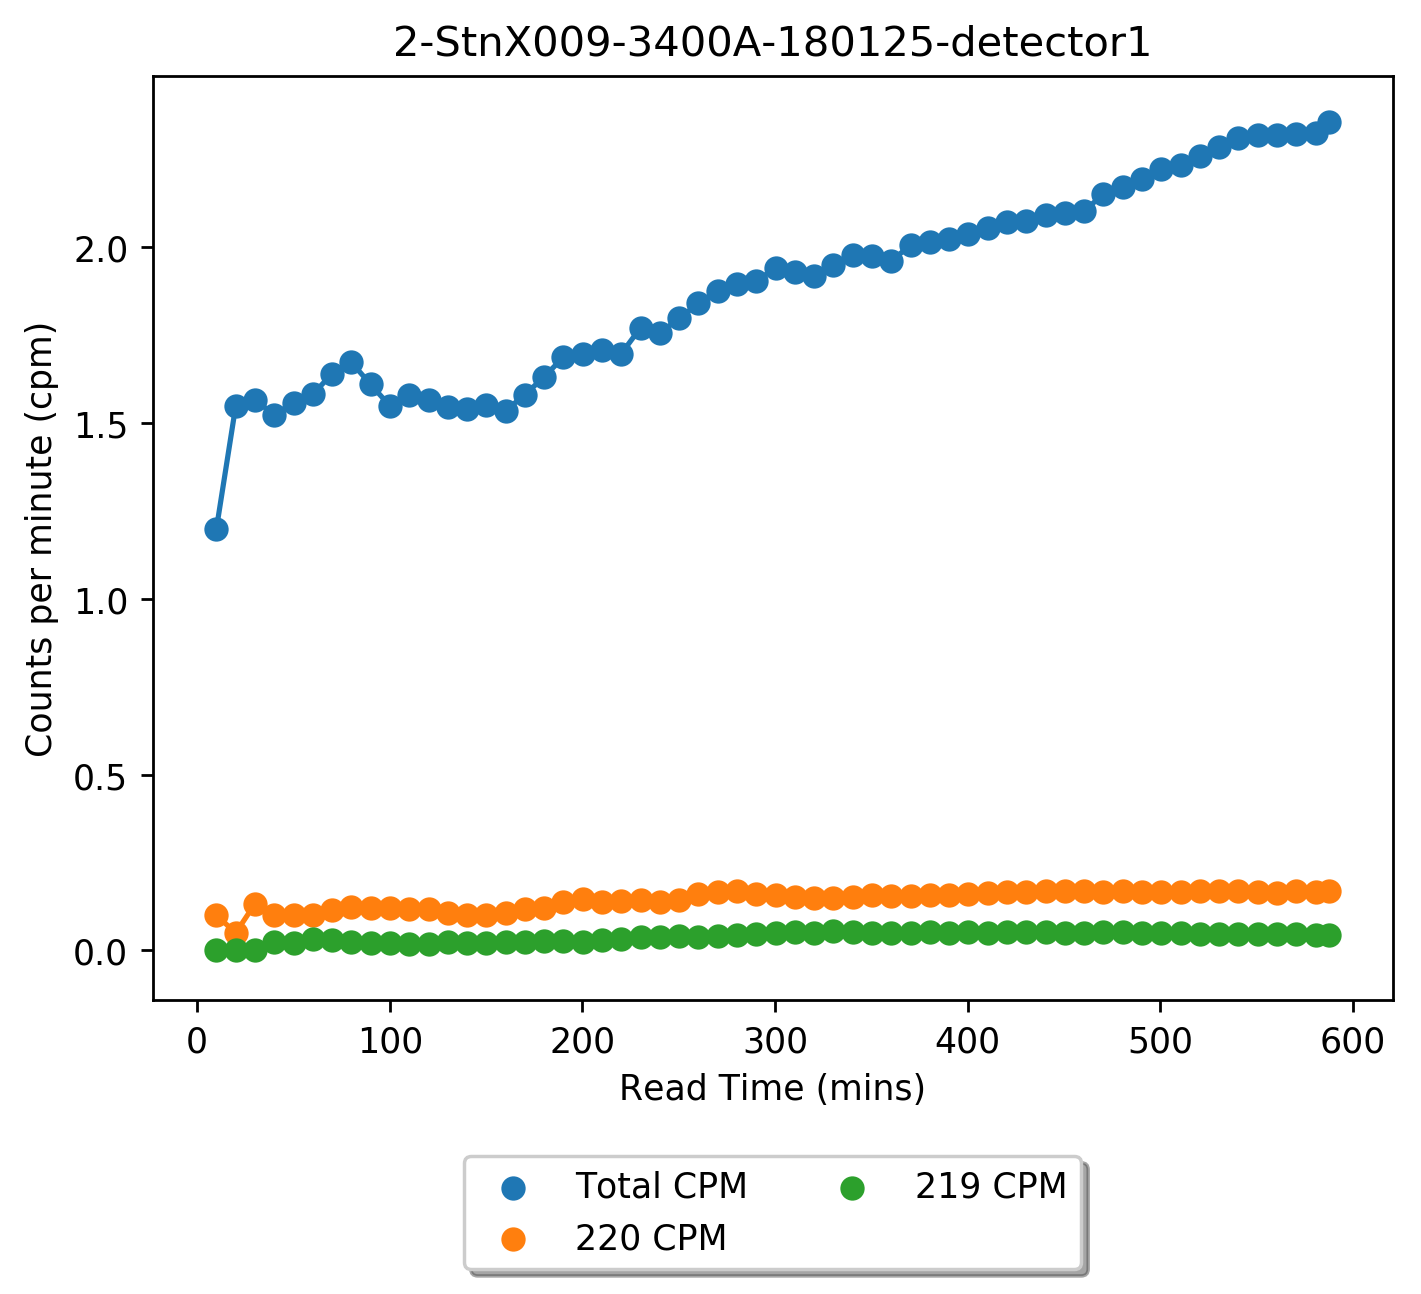 2-StnX009-3400A-180125-detector1
Counts per minute (cpm)
2.0
1.5
1.0
0.5
0.0
0 100 200 300 400 500 600
Read Time (mins)
Total CPM 219 CPM
220 CPM